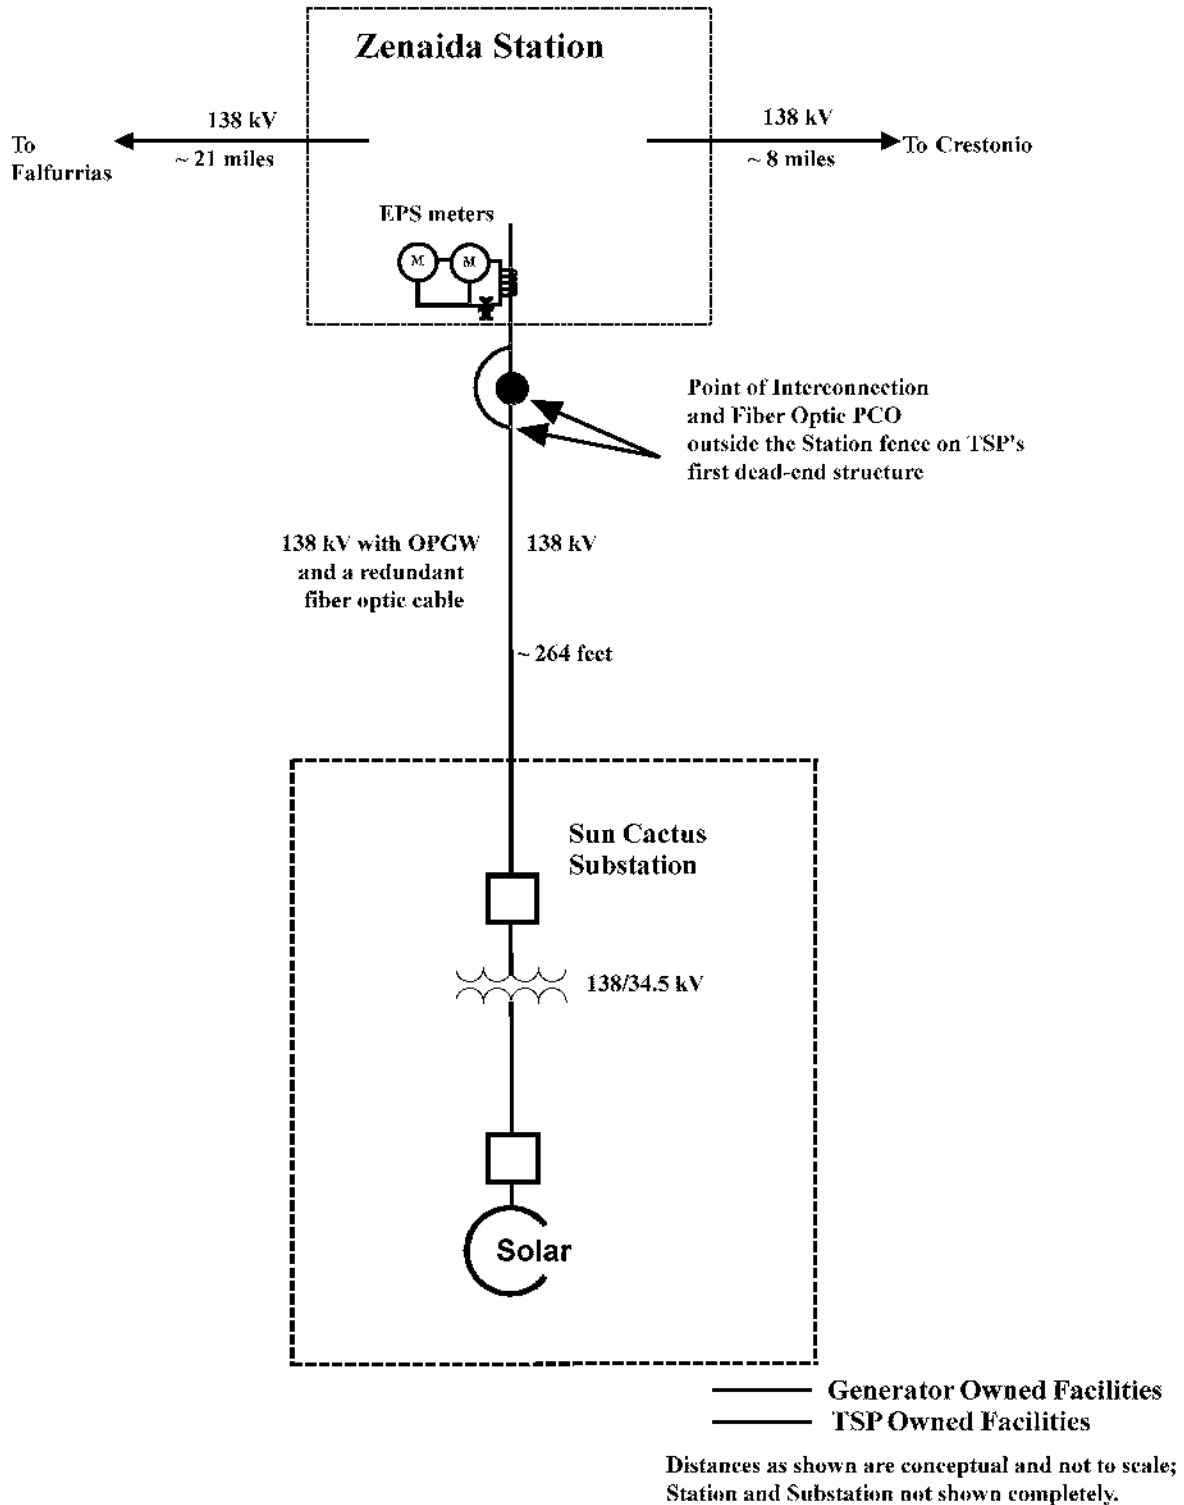 Zenaida Station
138 kV
138 kV
To
Falfurrias
~ 21 miles
~ 8 miles
To Crestonio
EPS meters
M
M
Point of Interconnection
and Fiber Optic PCO
outside the Station fence on TSP's
first dead-end structure
138 kV with OPGW
and a redundant
fiber optic cable
138 kV
~ 264 feet
Sun Cactus
Substation
138/34.5 kV
Solar
Generator Owned Facilities
TSP Owned Facilities
Distances as shown are conceptual and not to scale;
Station and Substation not shown completely.